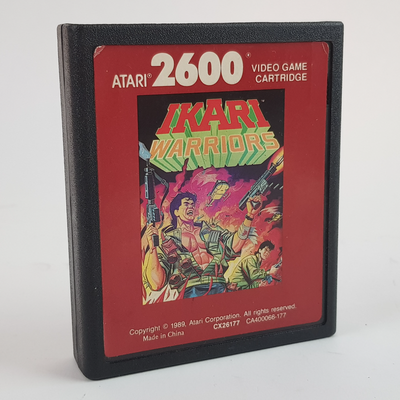 ATARI® 2600 VIDEO GAME CARTRIDGE
IKARI
WARRIORS
Copyright © 1989, Atari Corporation. All rights reserved.
Made in China CX26177 CA400066-177